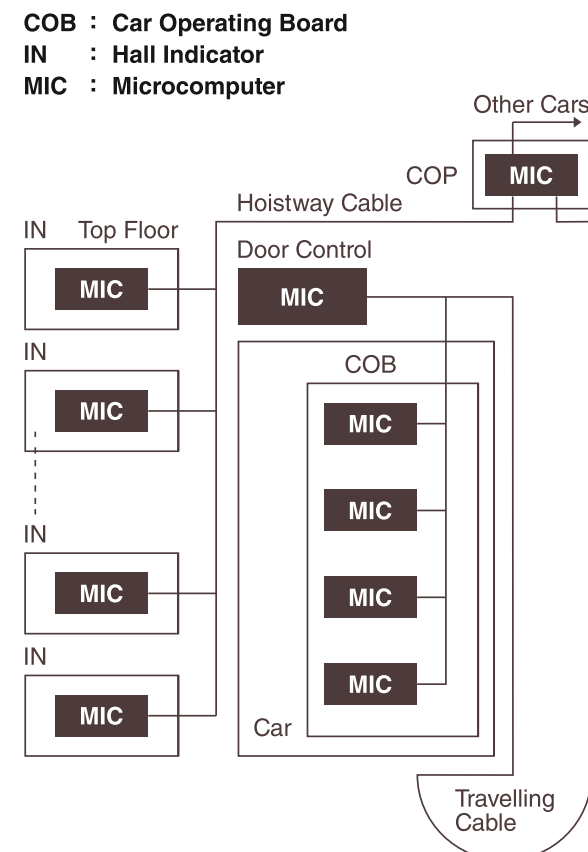 COB : Car Operating Board
IN : Hall Indicator
MIC : Microcomputer
Other Cars
COP
MIC
Hoistway Cable
IN Top Floor
MIC
Door Control
MIC
IN
MIC
COB
MIC
MIC
IN
MIC
MIC
MIC
IN
MIC
Car
Travelling
Cable